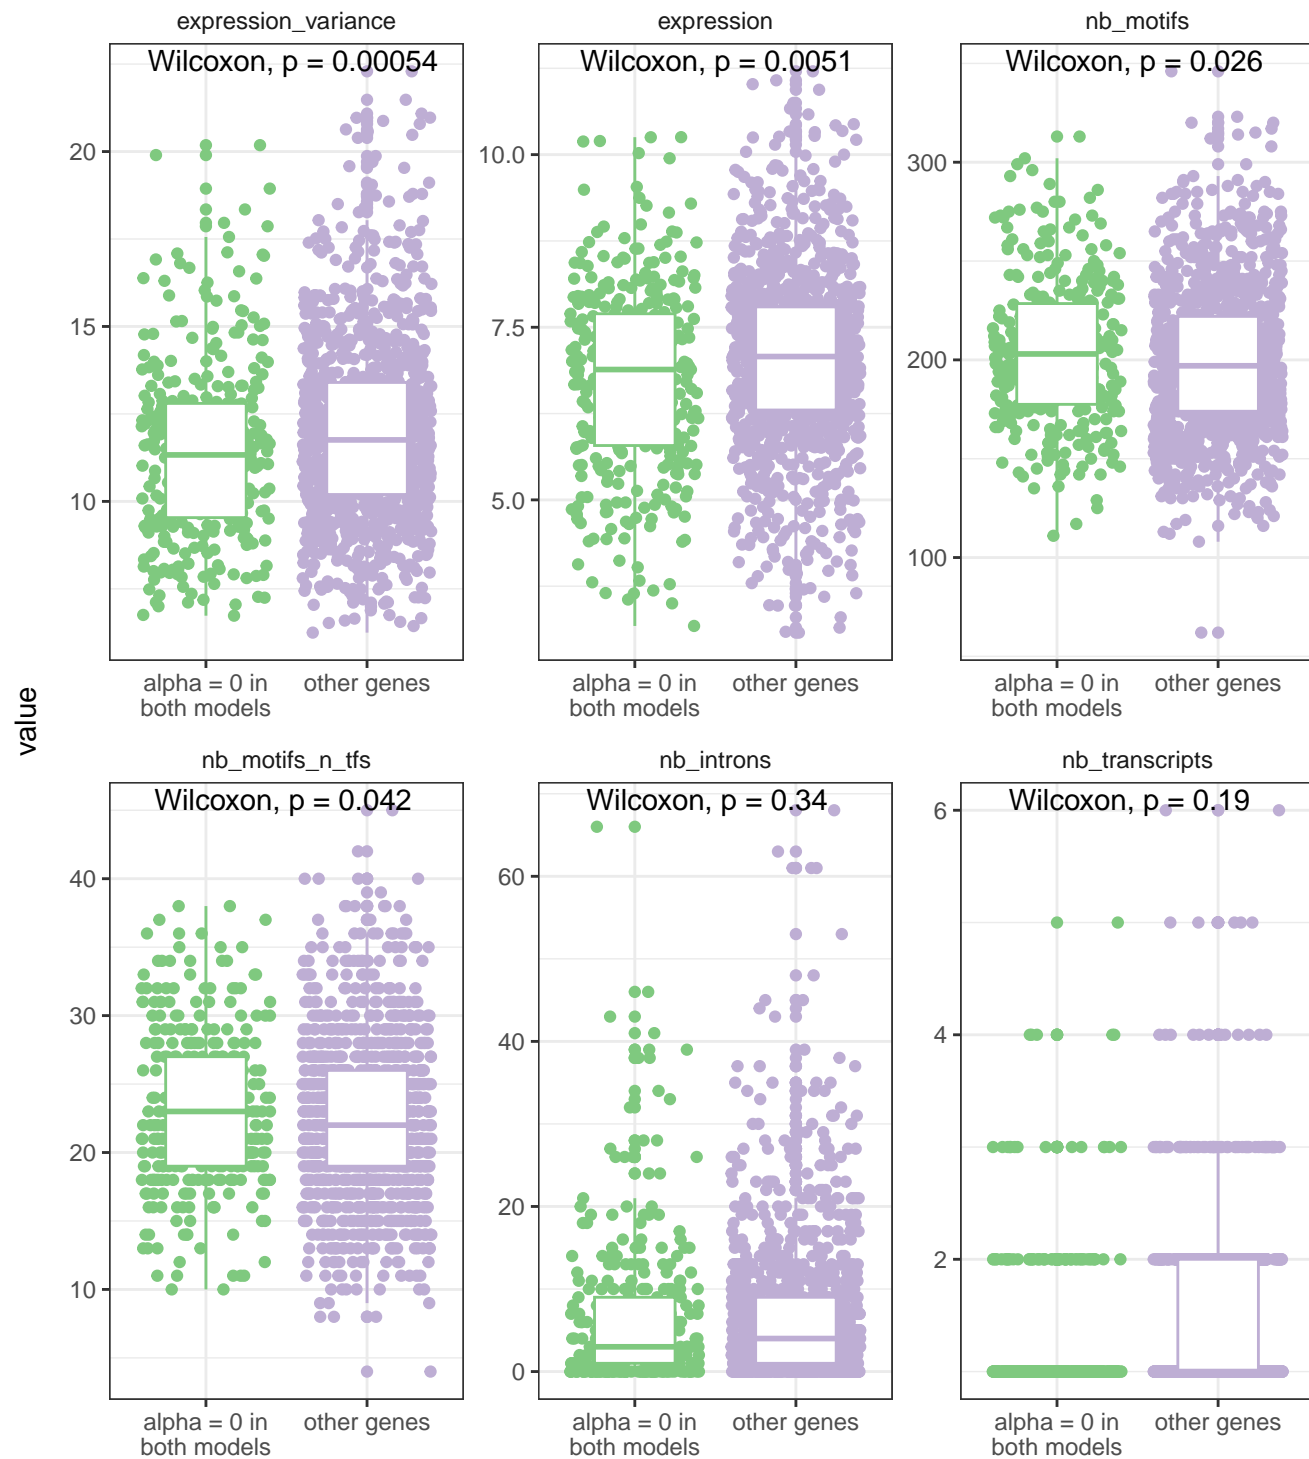 expression_variance
expression
nb_motifs
Wilcoxon, p = 0.00054
Wilcoxon, p = 0.0051
Wilcoxon, p = 0.026
20
15
10
10.0
7.5
5.0
300
200
100
alpha = 0 in
both models
other genes
alpha = 0 in
both models
other genes
alpha = 0 in
both models
other genes
value
nb_motifs_n_tfs
nb_introns
nb_transcripts
Wilcoxon, p = 0.042
Wilcoxon, p = 0.34
Wilcoxon, p = 0.19
40
30
20
10
60
40
20
0
6
4
2
alpha = 0 in
both models
other genes
alpha = 0 in
both models
other genes
alpha = 0 in
both models
other genes